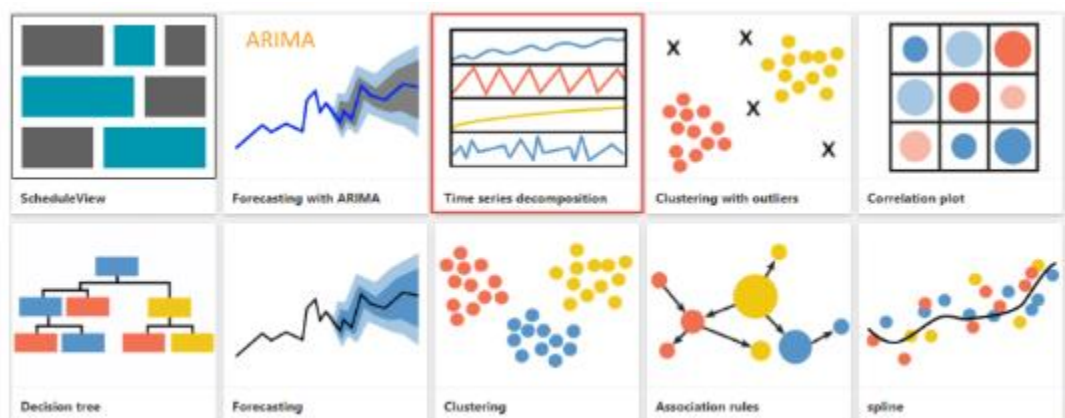 ARIMA
X
X
X
X
ScheduleView
Forecasting with ARIMA
Time series decomposition
Clustering with outliers
Correlation plot
Decision tree
Forecasting
Clustering
Association rules
spline